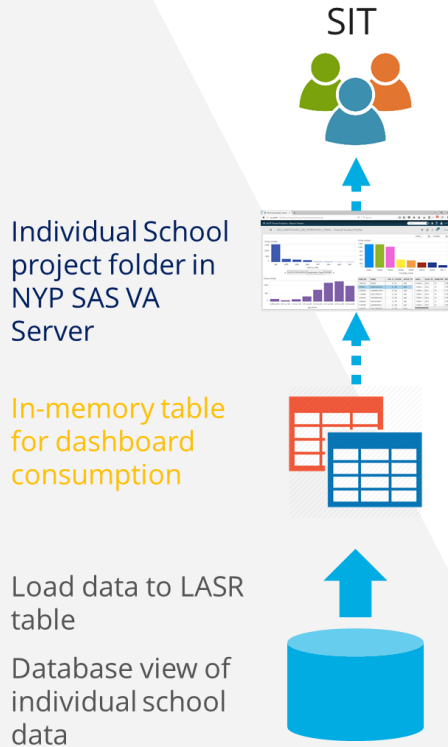 SIT
Individual School
project folder in
NYP SAS VA
Server
In-memory table
for dashboard
consumption
Load data to LASR
table
Database view of
individual school
data